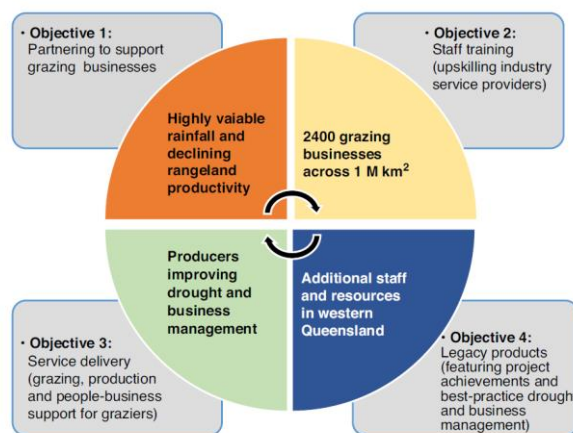 • Objective 1:
Partnering to support
grazing businesses
• Objective 2:
Staff training
(upskilling industry
service providers)
Highly vaiable
rainfall and
declining
rangeland
productivity
2400 grazing
businesses
across 1 M km²
Producers
improving
drought and
business
management
Additional staff
and resources
in western
Queensland
• Objective 3:
Service delivery
(grazing, production
and people-business
support for graziers)
• Objective 4:
Legacy products
(featuring project
achievements and
best-practice drough
and business
management)